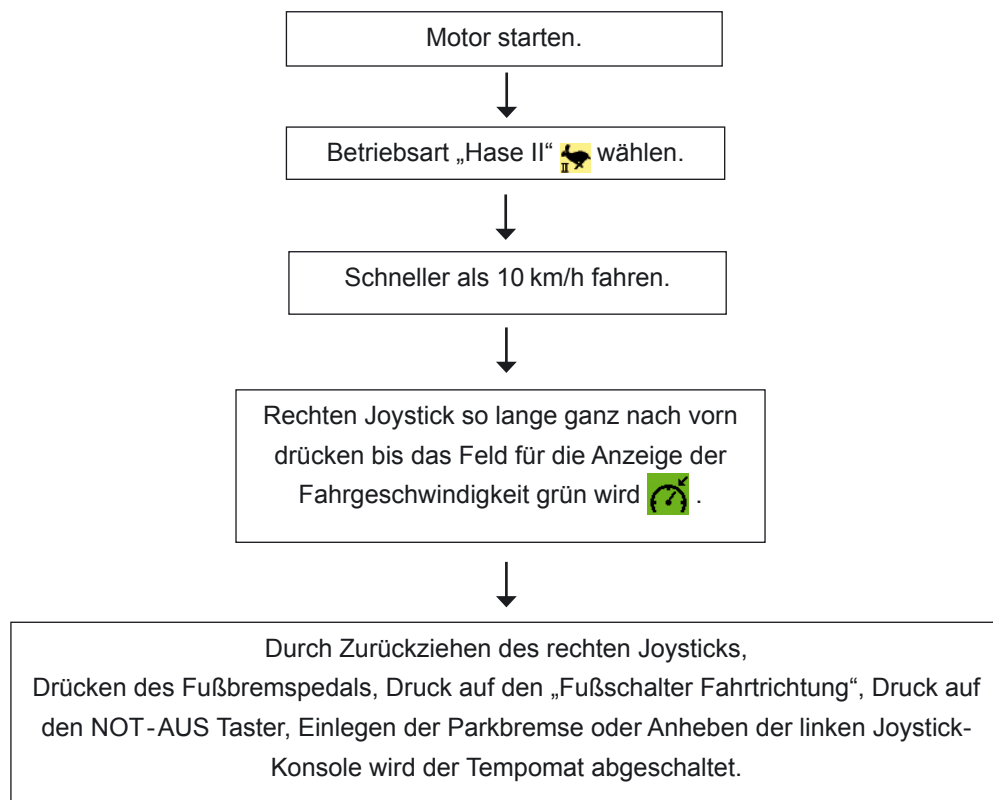 Motor starten.
Betriebsart „Hase II“ II wählen.
Schneller als 10 km/h fahren.
Rechten Joystick so lange ganz nach vorn
drücken bis das Feld für die Anzeige der
Fahrgeschwindigkeit grün wird .
Durch Zurückziehen des rechten Joysticks,
Drücken des Fußbremspedals, Druck auf den „Fußschalter Fahrtrichtung“, Druck auf
den NOT-AUS Taster, Einlegen der Parkbremse oder Anheben der linken Joystick-
Konsole wird der Tempomat abgeschaltet.